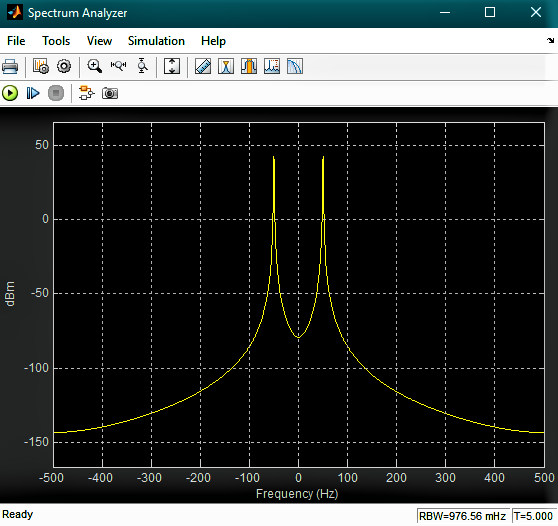 Spectrum Analyzer
File Tools View Simulation Help
50
0
-50
-100
-150
dBm
-500 -400 -300 -200 -100 0 100 200 300 400 500
Frequency (Hz)
Ready RBW=976.56 mHz T=5.000